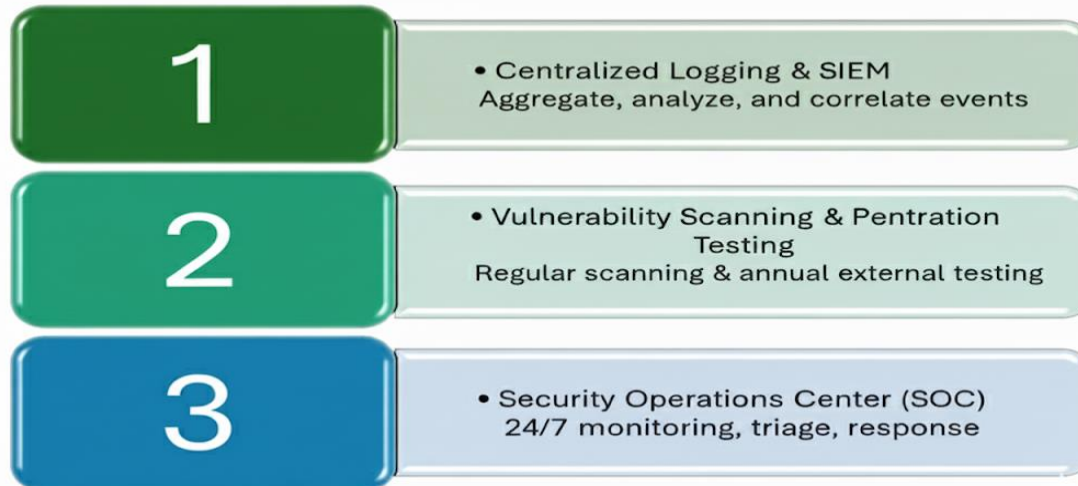 1
• Centralized Logging & SIEM
Aggregate, analyze, and correlate events
2
• Vulnerability Scanning & Pentration
Testing
Regular scanning & annual external testing
3
• Security Operations Center (SOC)
24/7 monitoring, triage, response